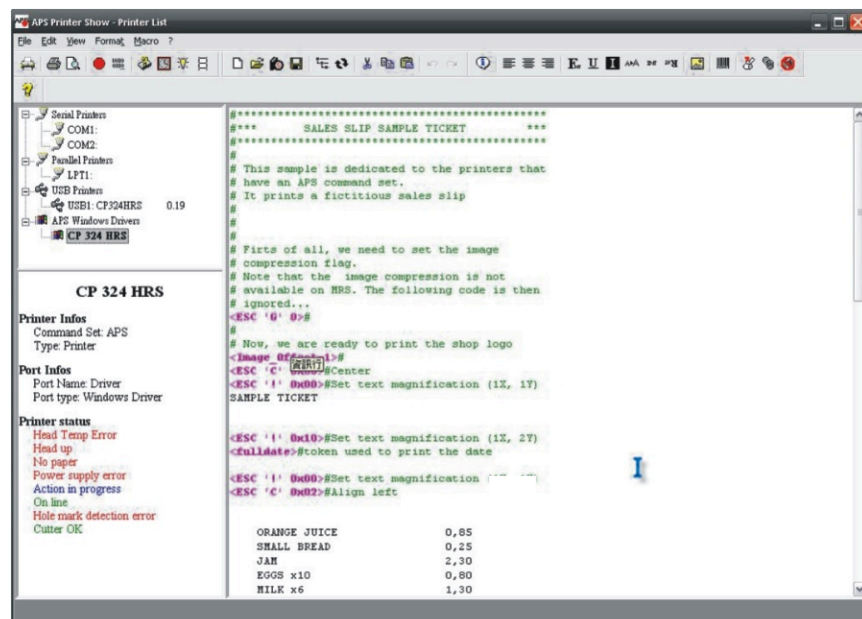 APS Printer Show - Printer List
File Edit View Format Macro ?
Serial Printers
COM1:
COM2:
Parallel Printers
LPT1:
USB Printers
USB1: CP324HRS 0.19
APS Windows Drivers
CP 324 HRS
CP 324 HRS
Printer Infos
Command Set: APS
Type: Printer
Port Infos
Port Name: Driver
Port type: Windows Driver
Printer status
Head Temp Error
Head up
No paper
Power supply error
Action in progress
On line
Hole mark detection error
Cutter OK
#************************************************
#*** SALES SLIP SAMPLE TICKET ***
#************************************************
#
# This sample is dedicated to the printers that
# have an APS command set.
# It prints a fictitious sales slip
#
#
#
# Firts of all, we need to set the image
# compression flag.
# Note that the image compression is not
# available on MRS. The following code is then
# ignored...
<ESC 'G' 0>#
#
# Now, we are ready to print the shop logo
<Image_Offset 1>#
資訊行
<ESC 'C' #Center
<ESC '!' 0x00>#Set text magnification (1X, 1Y)
SAMPLE TICKET
<ESC '!' 0x10>#Set text magnification (1X, 2Y)
<fulldate>#token used to print the date
<ESC '!' 0x00>#Set text magnification
<ESC 'C' 0x02>#Align left
ORANGE JUICE 0,85
SMALL BREAD 0,25
JAM 2,30
EGGS x10 0,80
MILK x6 1,30